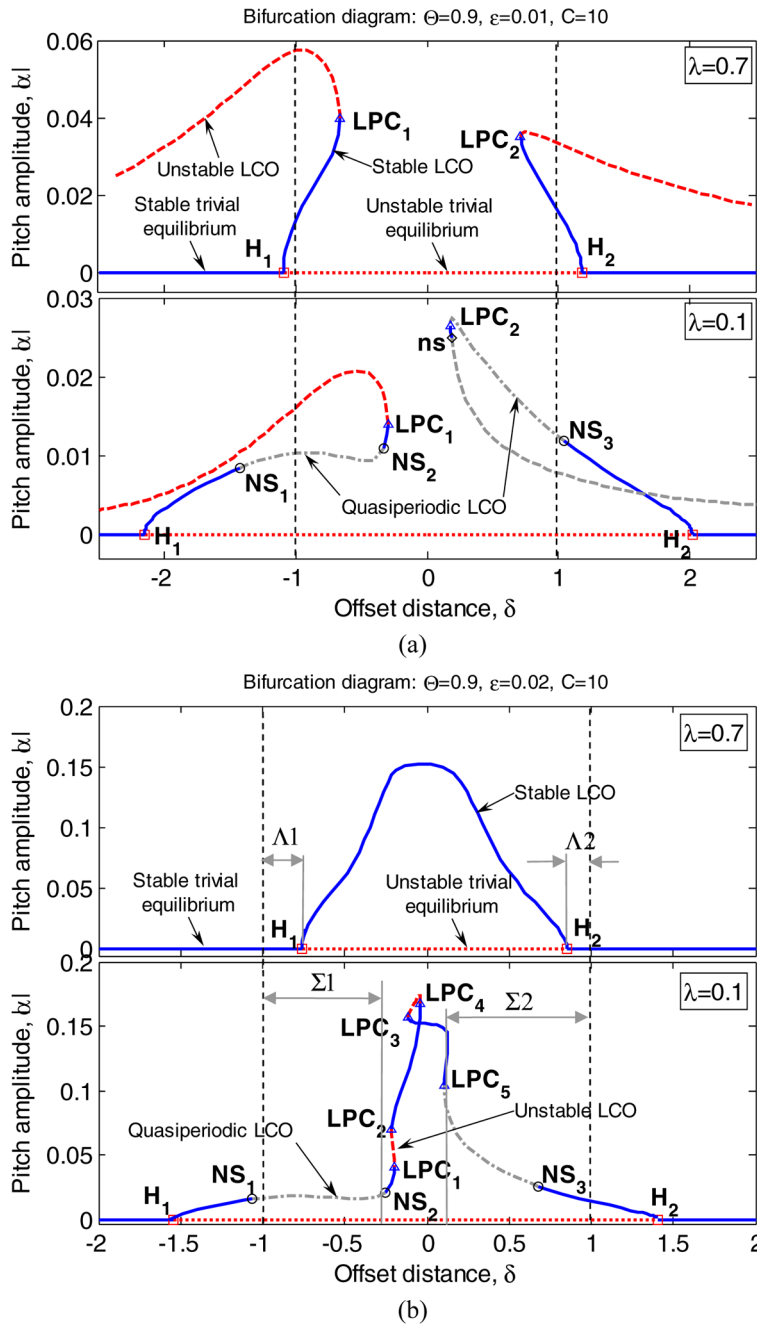 Bifurcation diagram: Θ=0.9, ε=0.01, C=10
Pitch amplitude, |α|
0.06
0.04
0.02
0
λ=0.7
LPC1
LPC2
Unstable LCO
Stable LCO
Stable trivial
equilibrium
Unstable trivial
equilibrium
H1
H2
Pitch amplitude, |α|
0.03
0.02
0.01
0
λ=0.1
LPC2
ns
LPC1
NS3
NS1
NS2
Quasiperiodic LCO
H1
H2
-2
-1
0
1
2
Offset distance, δ
(a)
Bifurcation diagram: Θ=0.9, ε=0.02, C=10
Pitch amplitude, |α|
0.2
0.15
0.1
0.05
0
λ=0.7
Stable LCO
Λ1
Λ2
Stable trivial
equilibrium
Unstable trivial
equilibrium
H1
H2
Pitch amplitude, |α|
0.2
0.15
0.1
0.05
0
λ=0.1
Σ1
Σ2
LPC4
LPC3
LPC5
LPC2
Unstable LCO
Quasiperiodic LCO
LPC1
NS1
NS2
NS3
H1
H2
-2
-1.5
-1
-0.5
0
0.5
1
1.5
2
Offset distance, δ
(b)